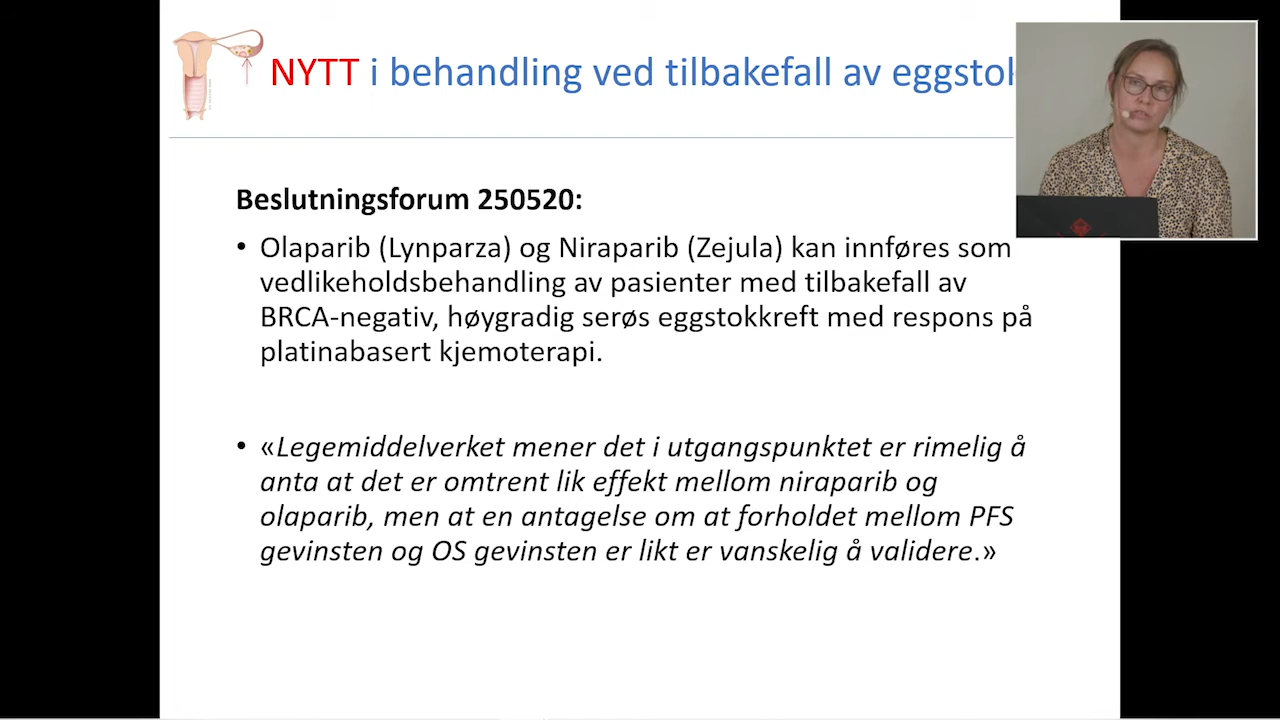 NYTT i behandling ved tilbakefall av eggstok
Beslutningsforum 250520:
• Olaparib (Lynparza) og Niraparib (Zejula) kan innføres som
vedlikeholdsbehandling av pasienter med tilbakefall av
BRCA-negativ, høygradig serøs eggstokkreft med respons på
platinabasert kjemoterapi.
• «Legemiddelverket mener det i utgangspunktet er rimelig å
anta at det er omtrent lik effekt mellom niraparib og
olaparib, men at en antagelse om at forholdet mellom PFS
gevinsten og OS gevinsten er likt er vanskelig å validere.»